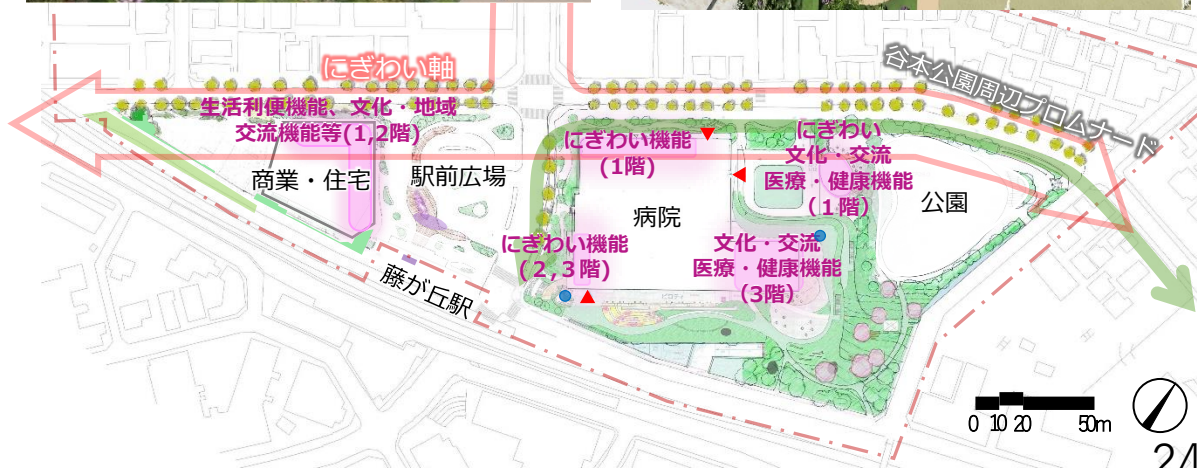 にぎわい軸
谷本公園周辺プロムナード
生活利便機能、文化・地域
交流機能等(1,2階)
商業・住宅
駅前広場
にぎわい機能
(1階)
にぎわい
文化・交流
医療・健康機能
(1階)
公園
病院
にぎわい機能
(2,3階)
文化・交流
医療・健康機能
(3階)
藤が丘駅
0 10 20 50m
24